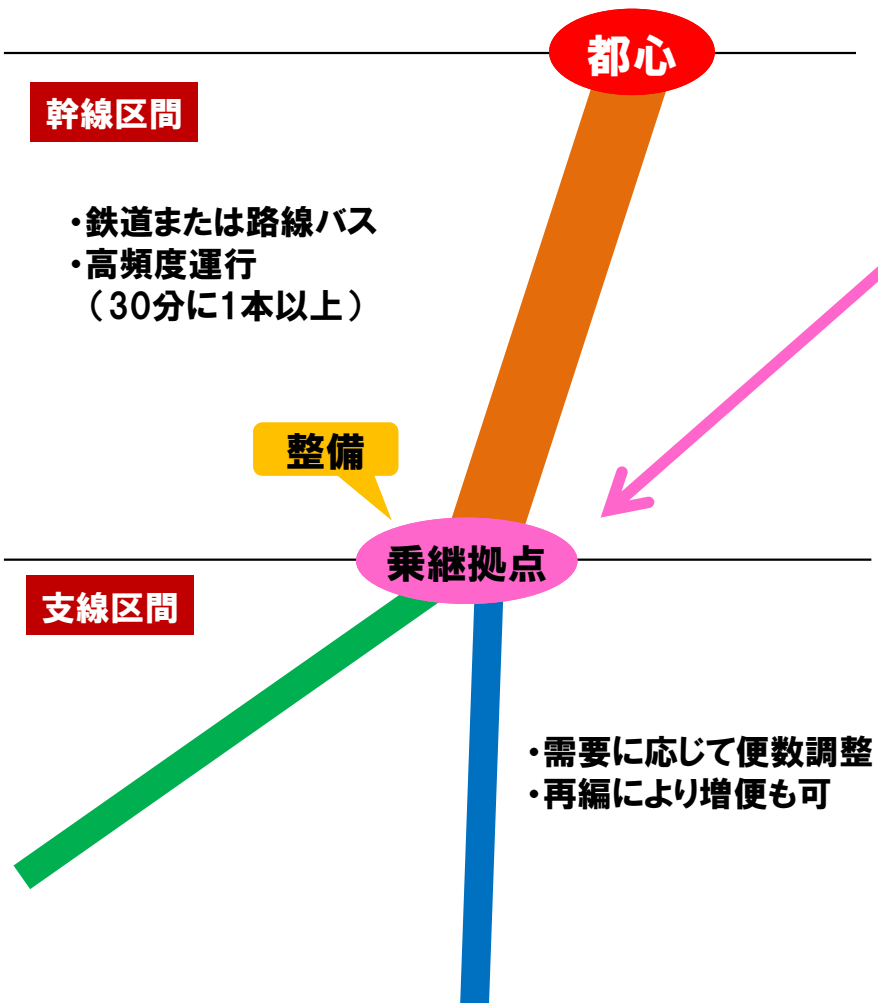 都心
幹線区間
・鉄道または路線バス
・高頻度運行
（30分に1本以上）
整備
乗継拠点
支線区間
・需要に応じて便数調整
・再編により増便も可